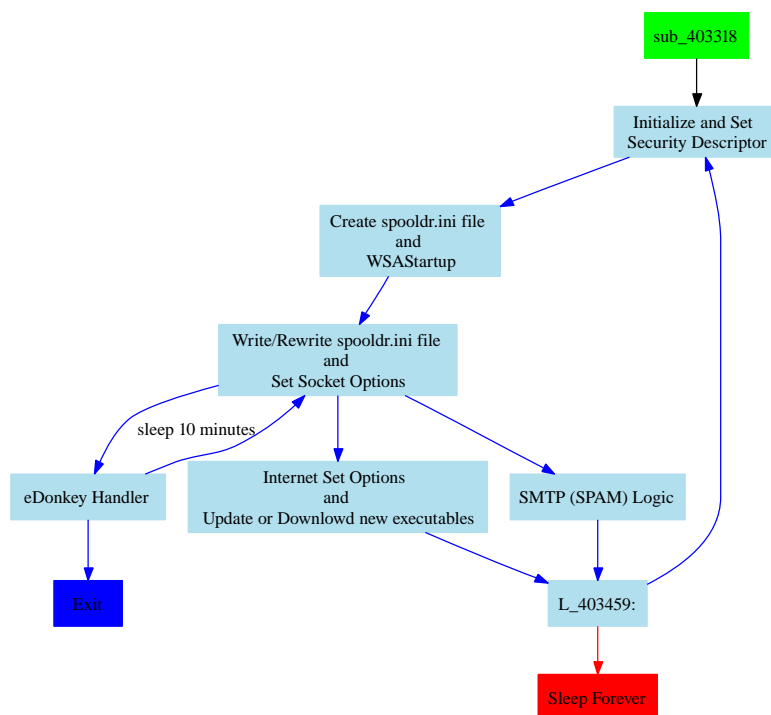 sub_403318
Initialize and Set
Security Descriptor
Create spooldr.ini file
and
WSAStartup
Write/Rewrite spooldr.ini file
and
Set Socket Options
sleep 10 minutes
eDonkey Handler
Internet Set Options
and
Update or Downlowd new executables
SMTP (SPAM) Logic
Exit
L_403459:
Sleep Forever